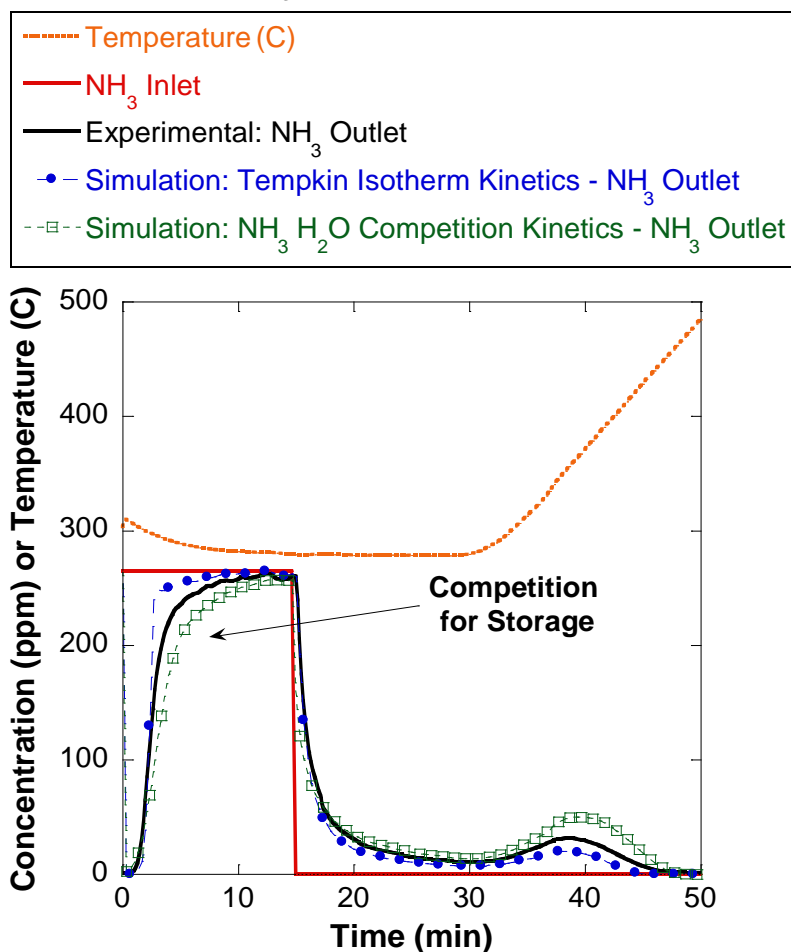 Temperature (C)
NH3 Inlet
Experimental: NH3 Outlet
Simulation: Tempkin Isotherm Kinetics - NH3 Outlet
Simulation: NH3 H2O Competition Kinetics - NH3 Outlet
Concentration (ppm) or Temperature (C)
500
400
300
200
100
0
Competition
for Storage
0 10 20 30 40 50
Time (min)